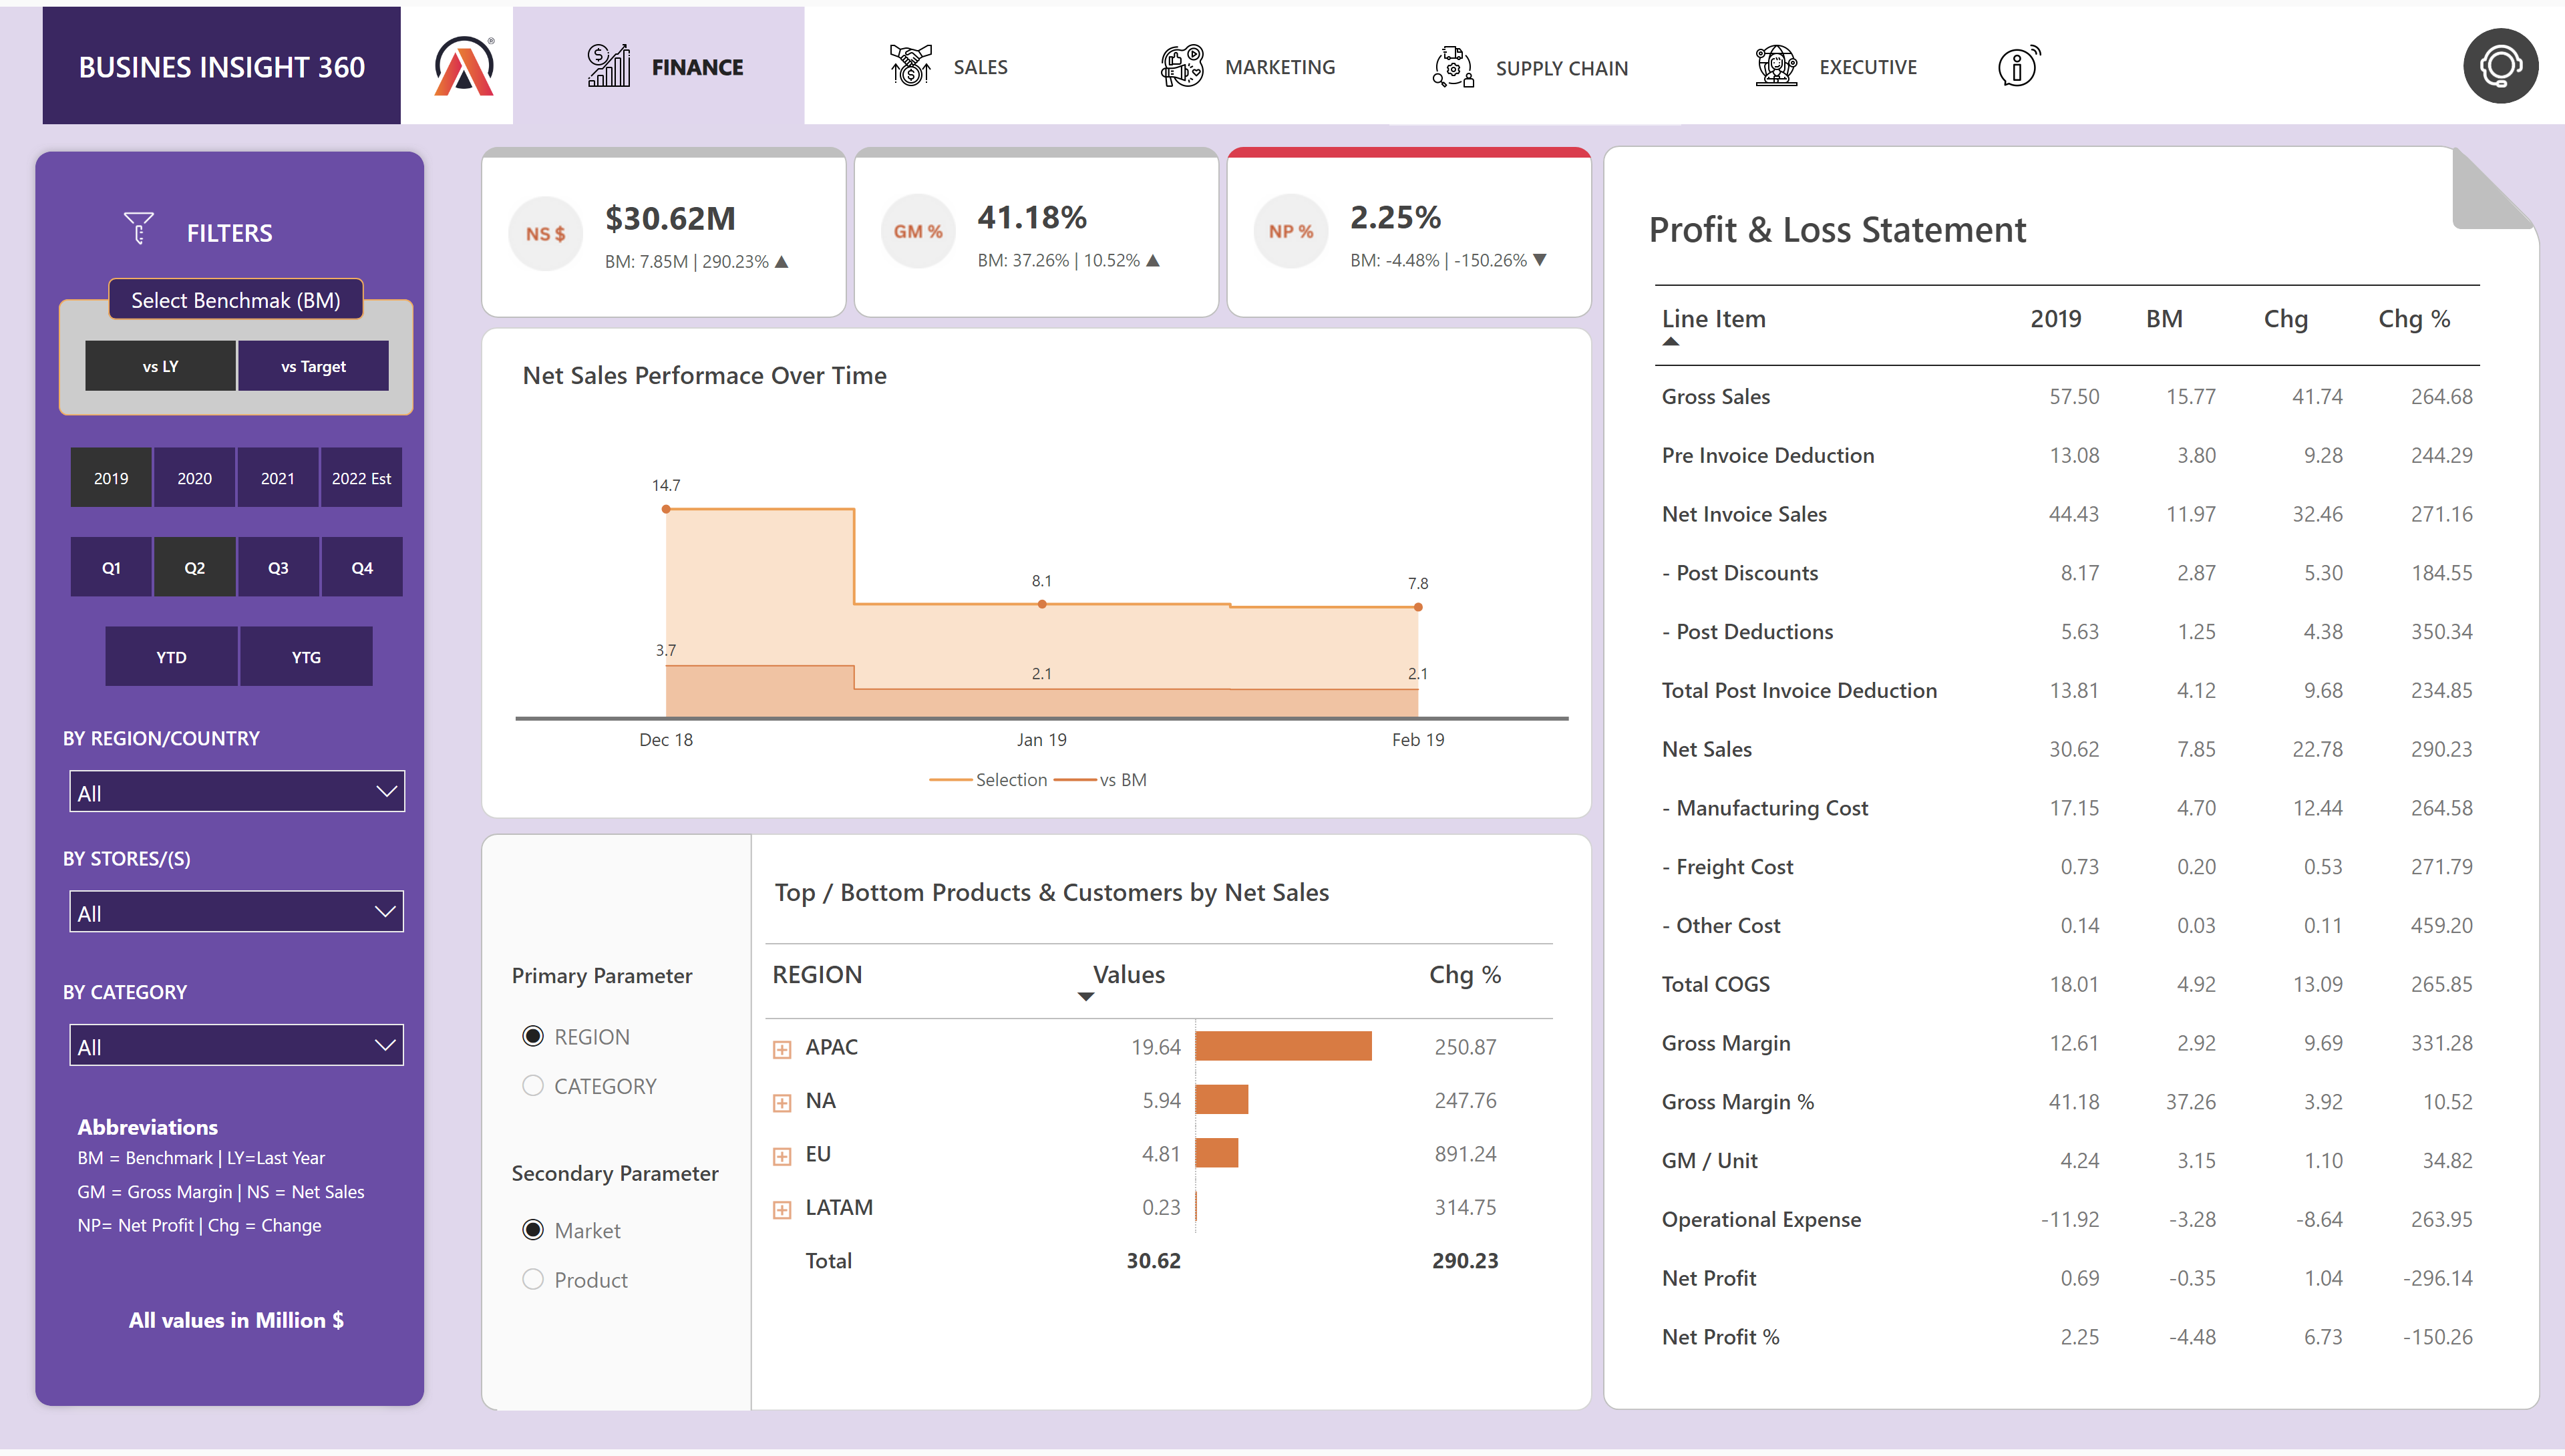 BUSINES INSIGHT 360
®
FINANCE
SALES
MARKETING
SUPPLY CHAIN
EXECUTIVE
FILTERS
Select Benchmak (BM)
vs LY vs Target
2019 2020 2021 2022 Est
Q1 Q2 Q3 Q4
YTD YTG
BY REGION/COUNTRY
All
BY STORES/(S)
All
BY CATEGORY
All
Abbreviations
BM = Benchmark | LY=Last Year
GM = Gross Margin | NS = Net Sales
NP= Net Profit | Chg = Change
All values in Million $
NS $
$30.62M
BM: 7.85M | 290.23% ▲
GM %
41.18%
BM: 37.26% | 10.52% ▲
NP %
2.25%
BM: -4.48% | -150.26% ▼
Net Sales Performace Over Time
14.7
8.1
7.8
3.7
2.1
2.1
Dec 18 Jan 19 Feb 19
Selection vs BM
Primary Parameter
REGION
CATEGORY
Secondary Parameter
Market
Product
Top / Bottom Products & Customers by Net Sales
REGION Values Chg %
APAC 19.64 250.87
NA 5.94 247.76
EU 4.81 891.24
LATAM 0.23 314.75
Total 30.62 290.23
Profit & Loss Statement
Line Item 2019 BM Chg Chg %
Gross Sales 57.50 15.77 41.74 264.68
Pre Invoice Deduction 13.08 3.80 9.28 244.29
Net Invoice Sales 44.43 11.97 32.46 271.16
- Post Discounts 8.17 2.87 5.30 184.55
- Post Deductions 5.63 1.25 4.38 350.34
Total Post Invoice Deduction 13.81 4.12 9.68 234.85
Net Sales 30.62 7.85 22.78 290.23
- Manufacturing Cost 17.15 4.70 12.44 264.58
- Freight Cost 0.73 0.20 0.53 271.79
- Other Cost 0.14 0.03 0.11 459.20
Total COGS 18.01 4.92 13.09 265.85
Gross Margin 12.61 2.92 9.69 331.28
Gross Margin % 41.18 37.26 3.92 10.52
GM / Unit 4.24 3.15 1.10 34.82
Operational Expense -11.92 -3.28 -8.64 263.95
Net Profit 0.69 -0.35 1.04 -296.14
Net Profit % 2.25 -4.48 6.73 -150.26